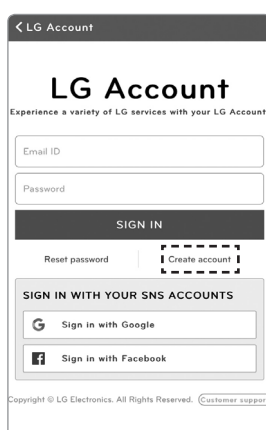 LG Account
LG Account
Experience a variety of LG services with your LG Account
Email ID
Password
SIGN IN
Reset password
Create account
SIGN IN WITH YOUR SNS ACCOUNTS
G Sign in with Google
f Sign in with Facebook
Copyright © LG Electronics. All Rights Reserved. Customer suppor